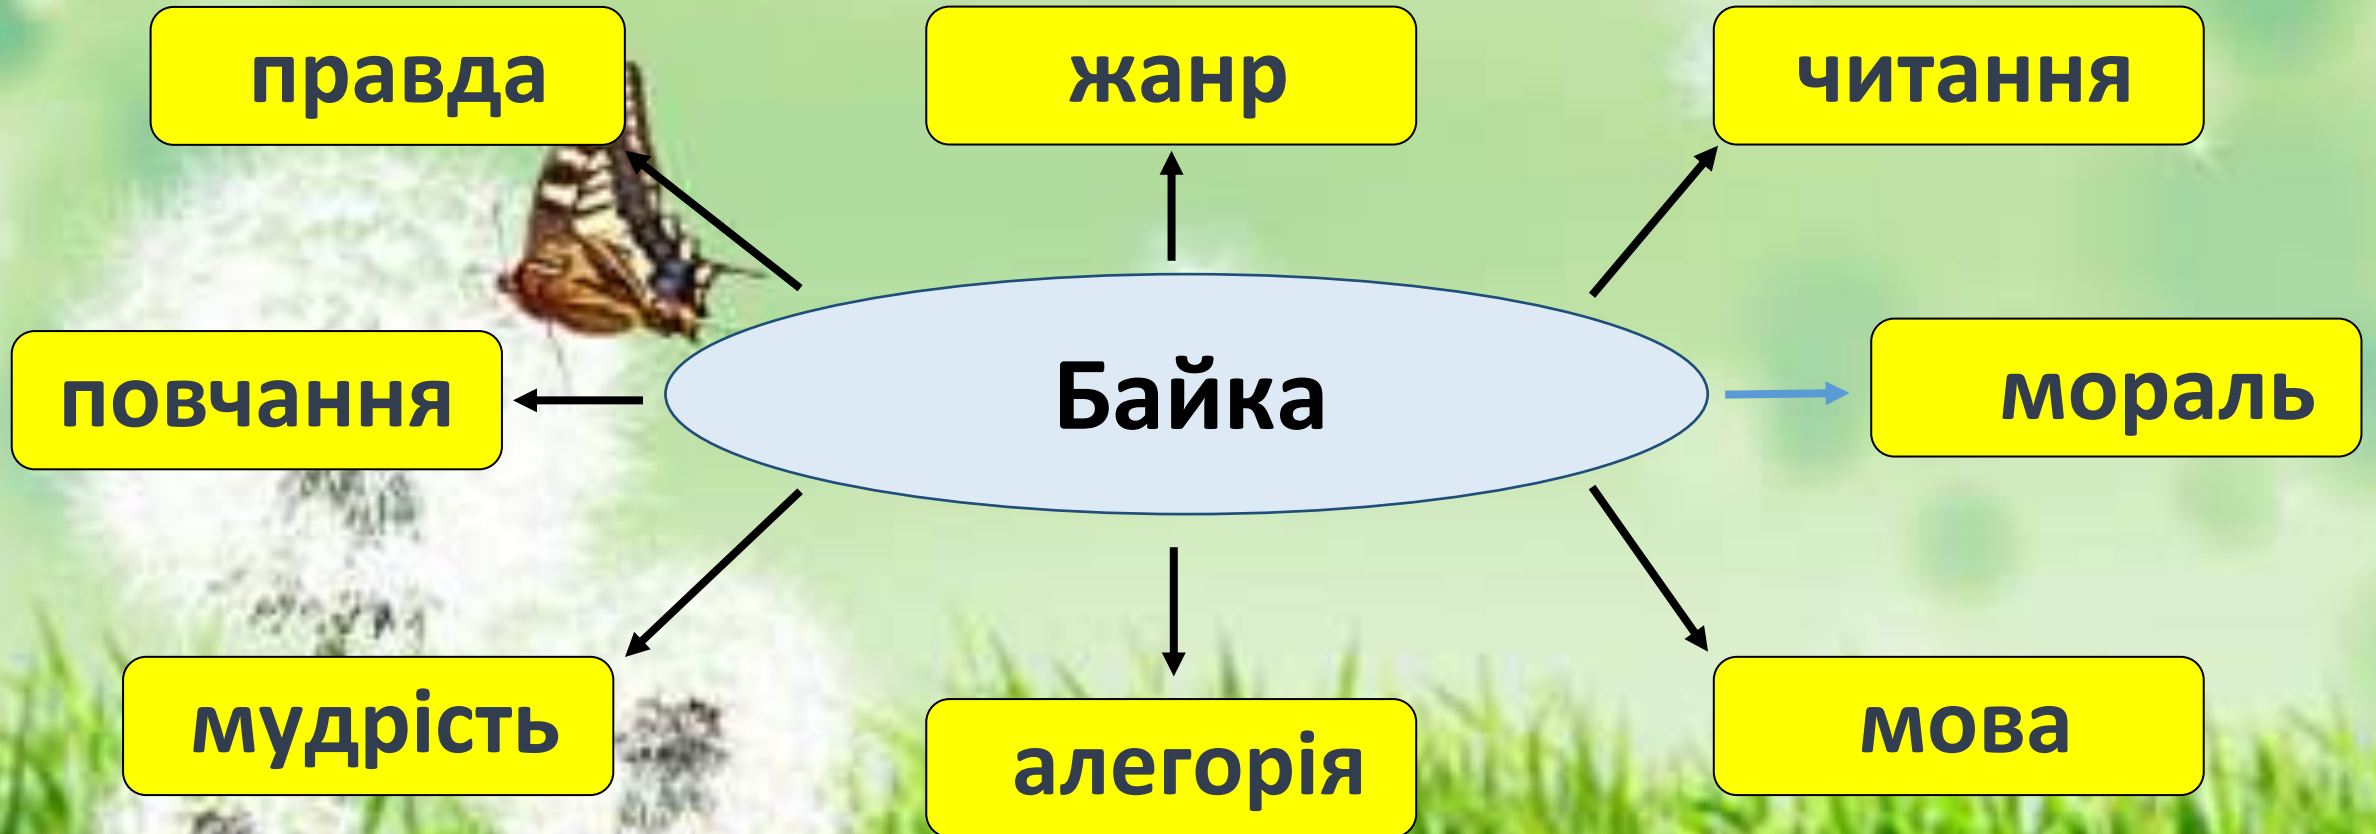 правда
жанр
читання
повчання
Байка
мораль
мудрість
алегорія
мова